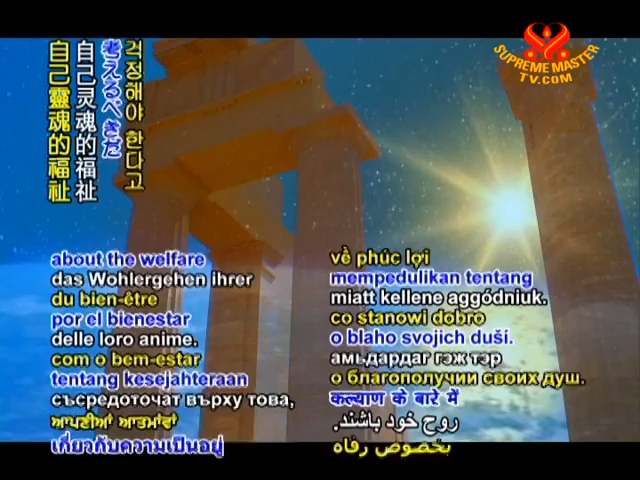 SUPREME MASTER
TV.COM
自己靈魂的福祉
自己灵魂的福祉
考えるべきだ
걱정해야 한다고
about the welfare
das Wohlergehen ihrer
du bien-être
por el bienestar
delle loro anime.
com o bem-estar
tentang kesejahteraan
съсредоточат върху това,
ਆਪਣੀਆਂ ਆਤਮਾਂਵਾਂ
เกี่ยวกับความเป็นอยู่
về phúc lợi
mempedulikan tentang
miatt kellene aggódniuk.
co stanowi dobro
o blaho svojich duší.
амьдардаг гэж тэр
о благополучии своих душ.
कल्याण के बारे में
روح خود باشند.
بخصوص رفاه